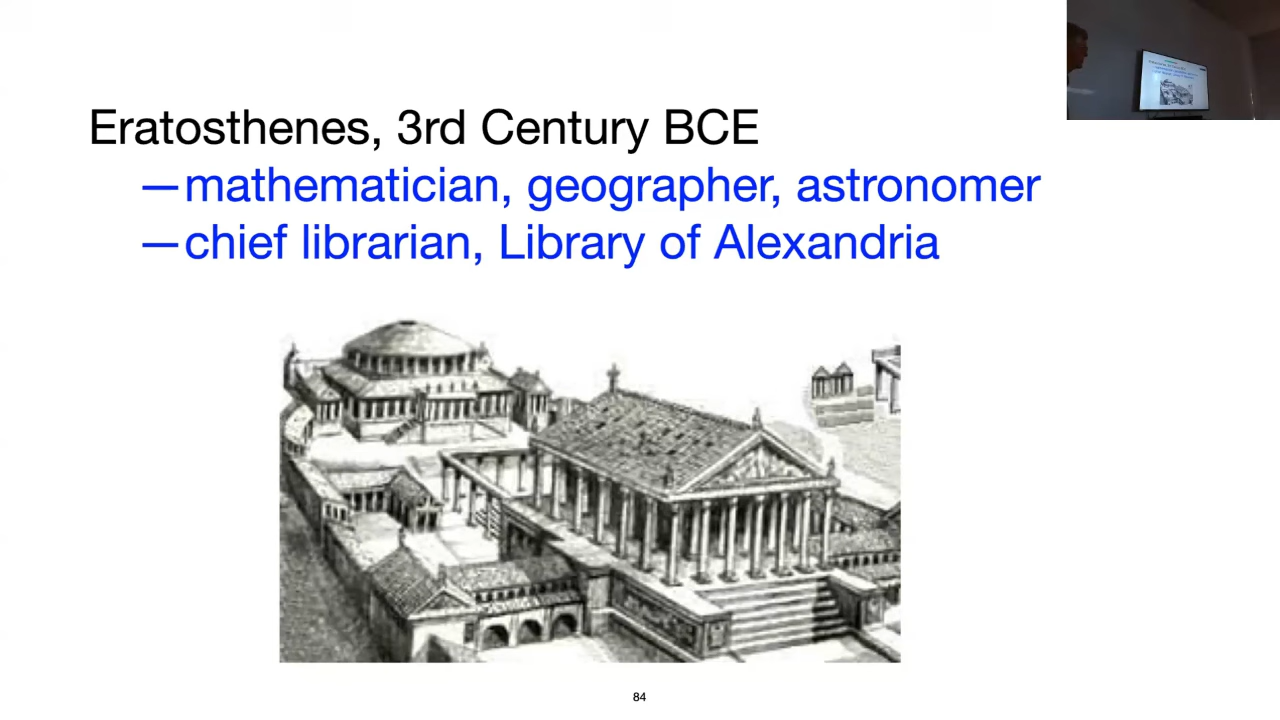 Eratosthenes, 3rd Century BCE
—mathematician, geographer, astronomer
—chief librarian, Library of Alexandria
84